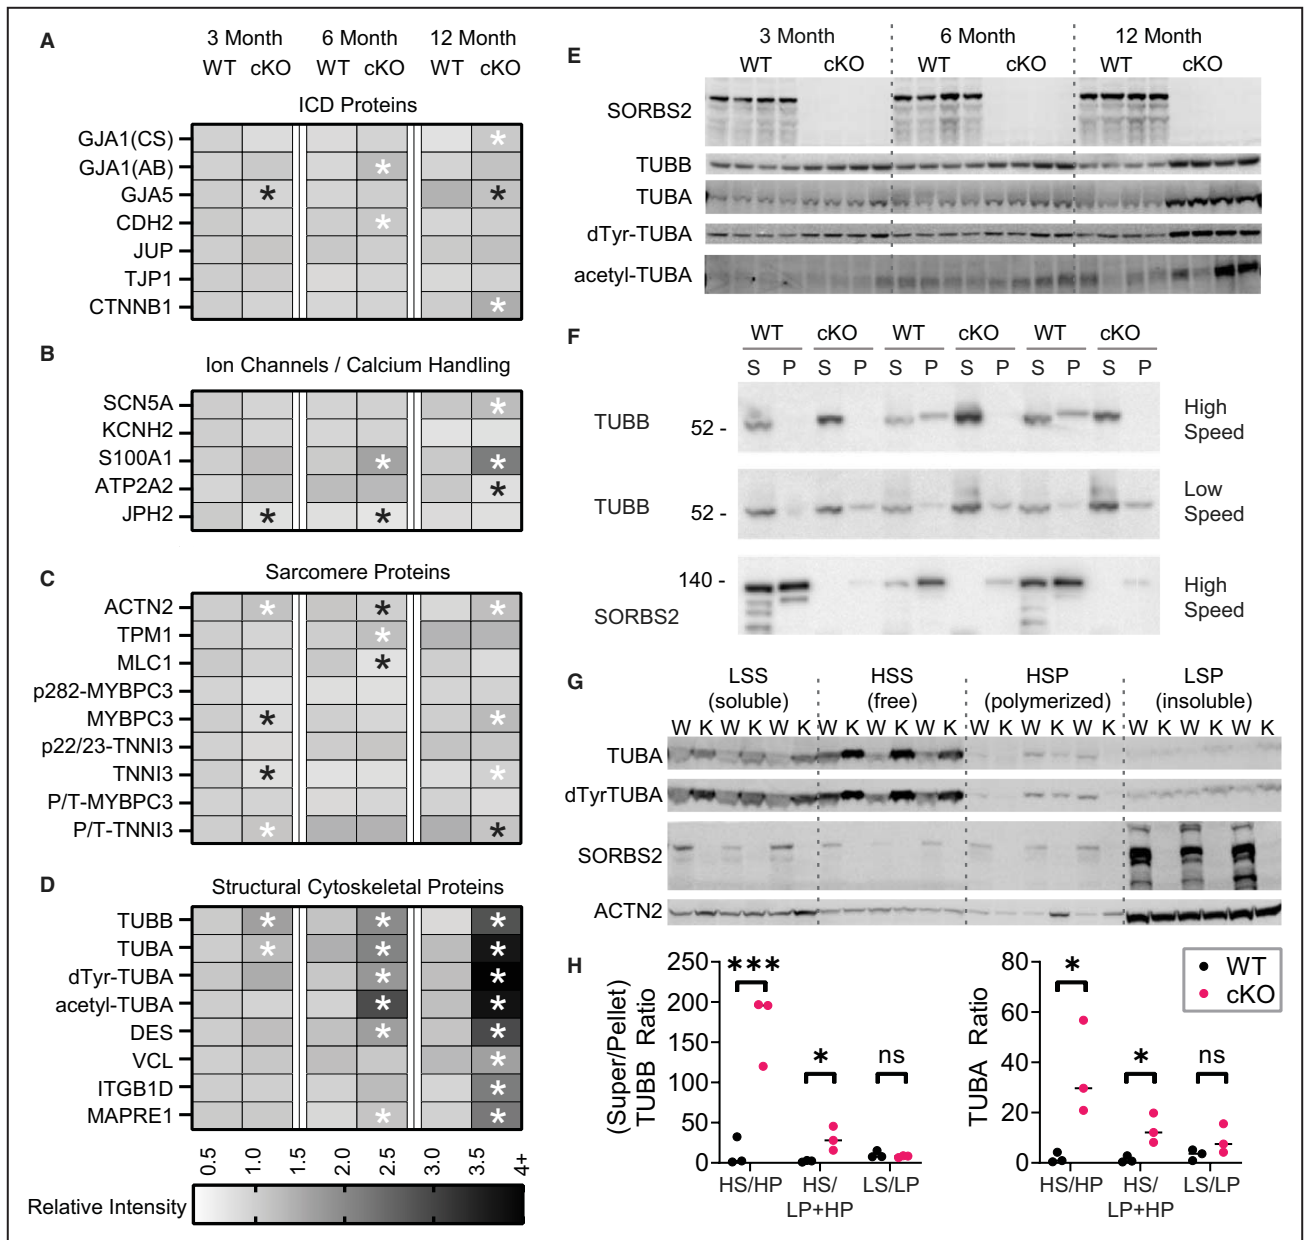 A
3 Month 6 Month 12 Month
WT cKO WT cKO WT cKO
ICD Proteins
GJA1(CS)
*
GJA1(AB)
*
GJA5
* *
CDH2
*
JUP
TJP1
CTNNB1
*
B
Ion Channels / Calcium Handling
SCN5A
*
KCNH2
S100A1
* *
ATP2A2
*
JPH2
* *
C
Sarcomere Proteins
ACTN2
* * *
TPM1
*
MLC1
*
p282-MYBPC3
MYBPC3
* *
p22/23-TNNI3
TNNI3
* *
P/T-MYBPC3
P/T-TNNI3
* *
D
Structural Cytoskeletal Proteins
TUBB
* * *
TUBA
* * *
dTyr-TUBA
* *
acetyl-TUBA
* *
DES
* *
VCL
*
ITGB1D
*
MAPRE1
* *
0.5 1.0 1.5 2.0 2.5 3.0 3.5 4+
Relative Intensity
E
3 Month 6 Month 12 Month
WT cKO WT cKO WT cKO
SORBS2
TUBB
TUBA
dTyr-TUBA
acetyl-TUBA
F
WT cKO WT cKO WT cKO
S P S P S P S P S P S P
TUBB 52 - High Speed
TUBB 52 - Low Speed
140 -
SORBS2 High Speed
G
LSS HSS HSP LSP
(soluble) (free) (polymerized) (insoluble)
W K W K W K W K W K W K W K W K W K W K W K W K
TUBA
dTyrTUBA
SORBS2
ACTN2
H
(Super/Pellet)
TUBB Ratio
250
200
150
100
50
0
*** * ns
HS/HP HS/ LS/LP
LP+HP
TUBA Ratio
80
60
40
20
0
* * ns
HS/HP HS/ LS/LP
LP+HP
WT
cKO